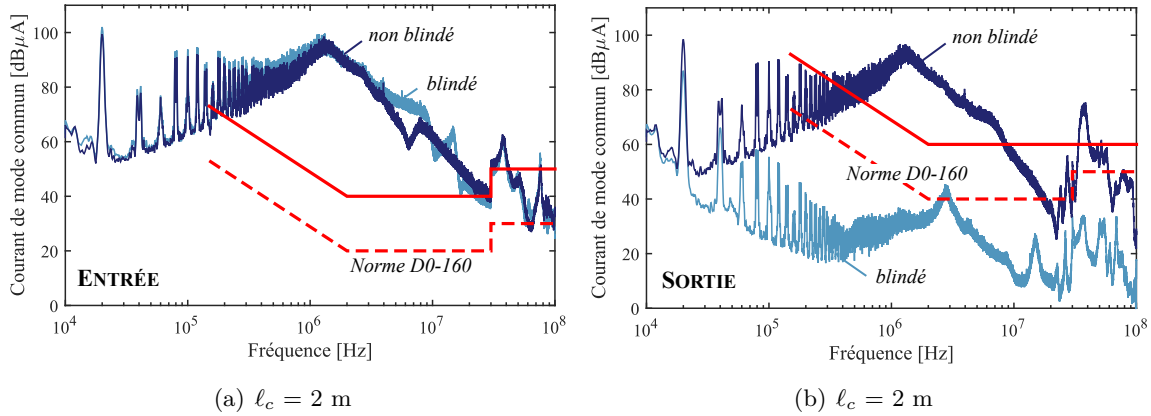 Courant de mode commun [dBµA]
120
100
80
60
40
20
0
non blindé
blindé
Norme D0-160
ENTRÉE
10^4
10^5
10^6
10^7
10^8
Fréquence [Hz]
(a) ℓ_c = 2 m
Courant de mode commun [dBµA]
100
80
60
40
20
0
non blindé
Norme D0-160
blindé
SORTIE
10^4
10^5
10^6
10^7
10^8
Fréquence [Hz]
(b) ℓ_c = 2 m